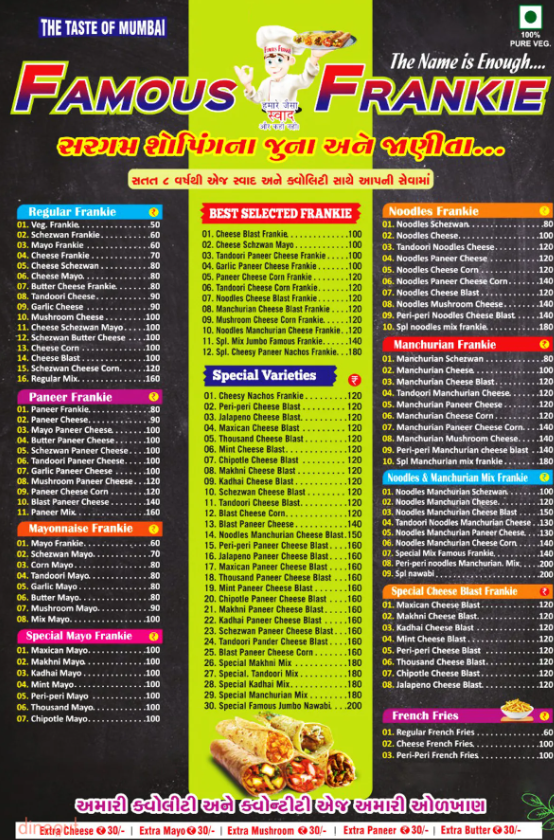 THE TASTE OF MUMBAI
100%
PURE VEG.
The Name is Enough....
Famous Frankie
FAMOUS FRANKIE
હમારે જૈસા
स्वाद
और कहाँ नहीं!
સરગમ શોપિંગના જુના અને જાણીતા...
સતત ૮ વર્ષથી એજ સ્વાદ અને ક્વોલિટી સાથે આપની સેવામાં
Regular Frankie ₹
01. Veg. Frankie. .50
02. Schezwan Frankie .60
03. Mayo Frankie .60
04. Cheese Frankie .70
05. Cheese Schezwan .80
06. Cheese Mayo. .80
07. Butter Cheese Frankie. .80
08. Tandoori Cheese .90
09. Garlic Cheese .90
10. Mushroom Cheese .100
11. Cheese Schezwan Mayo .100
12. Schezwan Butter Cheese .100
13. Cheese Corn .100
14. Cheese Blast .100
15. Schezwan Cheese Corn. .120
16. Regular Mix. .160
Paneer Frankie ₹
01. Paneer Frankie. .80
02. Paneer Cheese. .90
03. Mayo Paneer Cheese. .100
04. Butter Paneer Cheese .100
05. Schezwan Paneer Cheese .100
06. Tandoori Paneer Cheese .100
07. Garlic Paneer Cheese .100
08. Mushroom Paneer Cheese .120
09. Paneer Cheese Corn .120
10. Blast Paneer Cheese .140
11. Paneer Mix. .160
Mayonnaise Frankie ₹
01. Mayo Frankie. .60
02. Schezwan Mayo. .70
03. Corn Mayo .80
04. Tandoori Mayo .80
05. Garlic Mayo .80
06. Butter Mayo. .80
07. Mushroom Mayo. .90
08. Mix Mayo .100
Special Mayo Frankie ₹
01. Maxican Mayo .100
02. Makhni Mayo. .100
03. Kadhai Mayo .100
04. Mint Mayo .100
05. Peri-peri Mayo .100
06. Thousand Mayo. .100
07. Chipotle Mayo .100
BEST SELECTED FRANKIE
01. Cheese Blast Frankie. .100
02. Cheese Schzwan Mayo .100
03. Tandoori Paneer Cheese Frankie .100
04. Garlic Paneer Cheese Frankie .100
05. Paneer Cheese Corn Frankie .120
06. Tandoori Cheese Corn Frankie. .120
07. Noodles Cheese Blast Frankie .120
08. Manchurian Cheese Blast Frankie .120
09. Mushroom Cheese Corn Frankie. .120
10. Noodles Manchurian Cheese Frankie .120
11. Spl. Mix Jumbo Famous Frankie. .140
12. Spl. Cheesy Paneer Nachos Frankie. .180
Special Varieties ₹
01. Cheesy Nachos Frankie .120
02. Peri-peri Cheese Blast .120
03. Jalapeno Cheese Blast. .120
04. Maxican Cheese Blast .120
05. Thousand Cheese Blast .120
06. Mint Cheese Blast .120
07. Chipotle Cheese Blast .120
08. Makhni Cheese Blast .120
09. Kadhai Cheese Blast .120
10. Schezwan Cheese Blast .120
11. Tandoori Cheese Blast. .120
12. Blast Cheese Corn. .120
13. Blast Paneer Cheese .140
14. Noodles Manchurian Cheese Blast .150
15. Peri-peri Paneer Cheese Blast .160
16. Jalapeno Paneer Cheese Blast .160
17. Maxican Paneer Cheese Blast .160
18. Thousand Paneer Cheese Blast .160
19. Mint Paneer Cheese Blast .160
20. Chipotle Paneer Cheese Blast .160
21. Makhni Paneer Cheese Blast .160
22. Kadhai Paneer Cheese Blast .160
23. Schezwan Paneer Cheese Blast .160
24. Tandoori Pander Cheese Blast .160
25. Blast Paneer Cheese Corn .160
26. Special Makhni Mix .180
27. Special. Tandoori Mix .180
28. Special Kadhai Mix .180
29. Special Manchurian Mix .180
30. Special Famous Jumbo Nawabi. .200
Noodles Frankie ₹
01. Noodles Schezwan .80
02. Noodles Cheese. .100
03. Tandoori Noodles Cheese .120
04. Noodles Paneer Cheese .120
05. Noodles Cheese Corn .120
06. Noodles Paneer Cheese Corn .140
07. Noodles Cheese Blast .120
08. Noodles Mushroom Cheese .140
09. Peri-peri Noodles Cheese Blast .140
10. Spl noodles mix frankie. .180
Manchurian Frankie ₹
01. Manchurian Schezwan .80
02. Manchurian Cheese. .100
03. Manchurian Cheese Blast .120
04. Tandoori Manchurian Cheese .120
05. Manchurian Paneer Cheese .120
06. Manchurian Cheese Corn .120
07. Manchurian Paneer Cheese Corn. .140
08. Manchurian Mushroom Cheese. .140
09. Peri-peri Manchurian cheese blast .140
10. Spl Manchurian mix frankie .180
Noodles & Manchurian Mix Frankie ₹
01. Noodles Manchurian Schezwan .100
02. Noodles Manchurian Cheese. .120
03. Noodles Manchurian Cheese Blast .150
04. Tandoori Noodles Manchurian Cheese .130
05. Noodles Manchurian Paneer Cheese .130
06. Noodles Manchurian Cheese Corn .140
07. Special Mix Famous Frankie. .140
08. Peri-peri noodles Manchurian. Mix. .200
09. Spl nawabi .200
Special Cheese Blast Frankie ₹
01. Maxican Cheese Blast .120
02. Makhni Cheese Blast. .120
03. Kadhai Cheese Blast .120
04. Mint Cheese Blast .120
05. Peri-peri Cheese Blast .120
06. Thousand Cheese Blast. .120
07. Chipotle Cheese Blast .120
08. Jalapeno Cheese Blast. .120
French Fries ₹
01. Regular French Fries .60
02. Cheese French Fries. .100
03. Peri-Peri French Fries. .100
અમારી ક્વોલીટી અને ક્વોન્ટીટી એજ અમારી ઓળખાણ
Extra Cheese ₹ 30/- | Extra Mayo ₹ 30/- | Extra Mushroom ₹ 30/- | Extra Paneer ₹ 30/- | Extra Butter ₹ 30/-